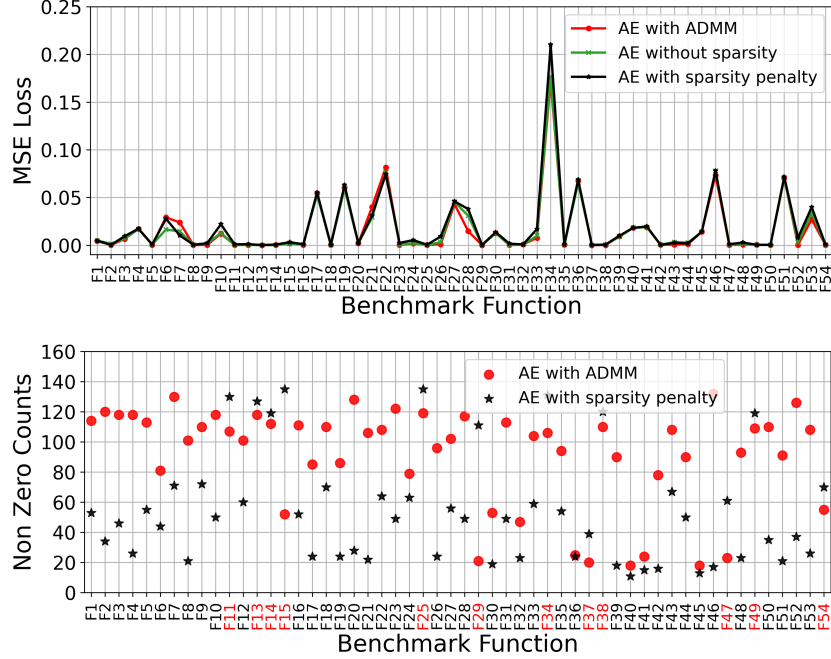 0.25
0.20
0.15
0.10
0.05
0.00
MSE Loss
AE with ADMM
AE without sparsity
AE with sparsity penalty
F1 F2 F3 F4 F5 F6 F7 F8 F9 F10 F11 F12 F13 F14 F15 F16 F17 F18 F19 F20 F21 F22 F23 F24 F25 F26 F27 F28 F29 F30 F31 F32 F33 F34 F35 F36 F37 F38 F39 F40 F41 F42 F43 F44 F45 F46 F47 F48 F49 F50 F51 F52 F53 F54
Benchmark Function
160
140
120
100
80
60
40
20
0
Non Zero Counts
AE with ADMM
AE with sparsity penalty
F1 F2 F3 F4 F5 F6 F7 F8 F9 F10 F11 F12 F13 F14 F15 F16 F17 F18 F19 F20 F21 F22 F23 F24 F25 F26 F27 F28 F29 F30 F31 F32 F33 F34 F35 F36 F37 F38 F39 F40 F41 F42 F43 F44 F45 F46 F47 F48 F49 F50 F51 F52 F53 F54
Benchmark Function